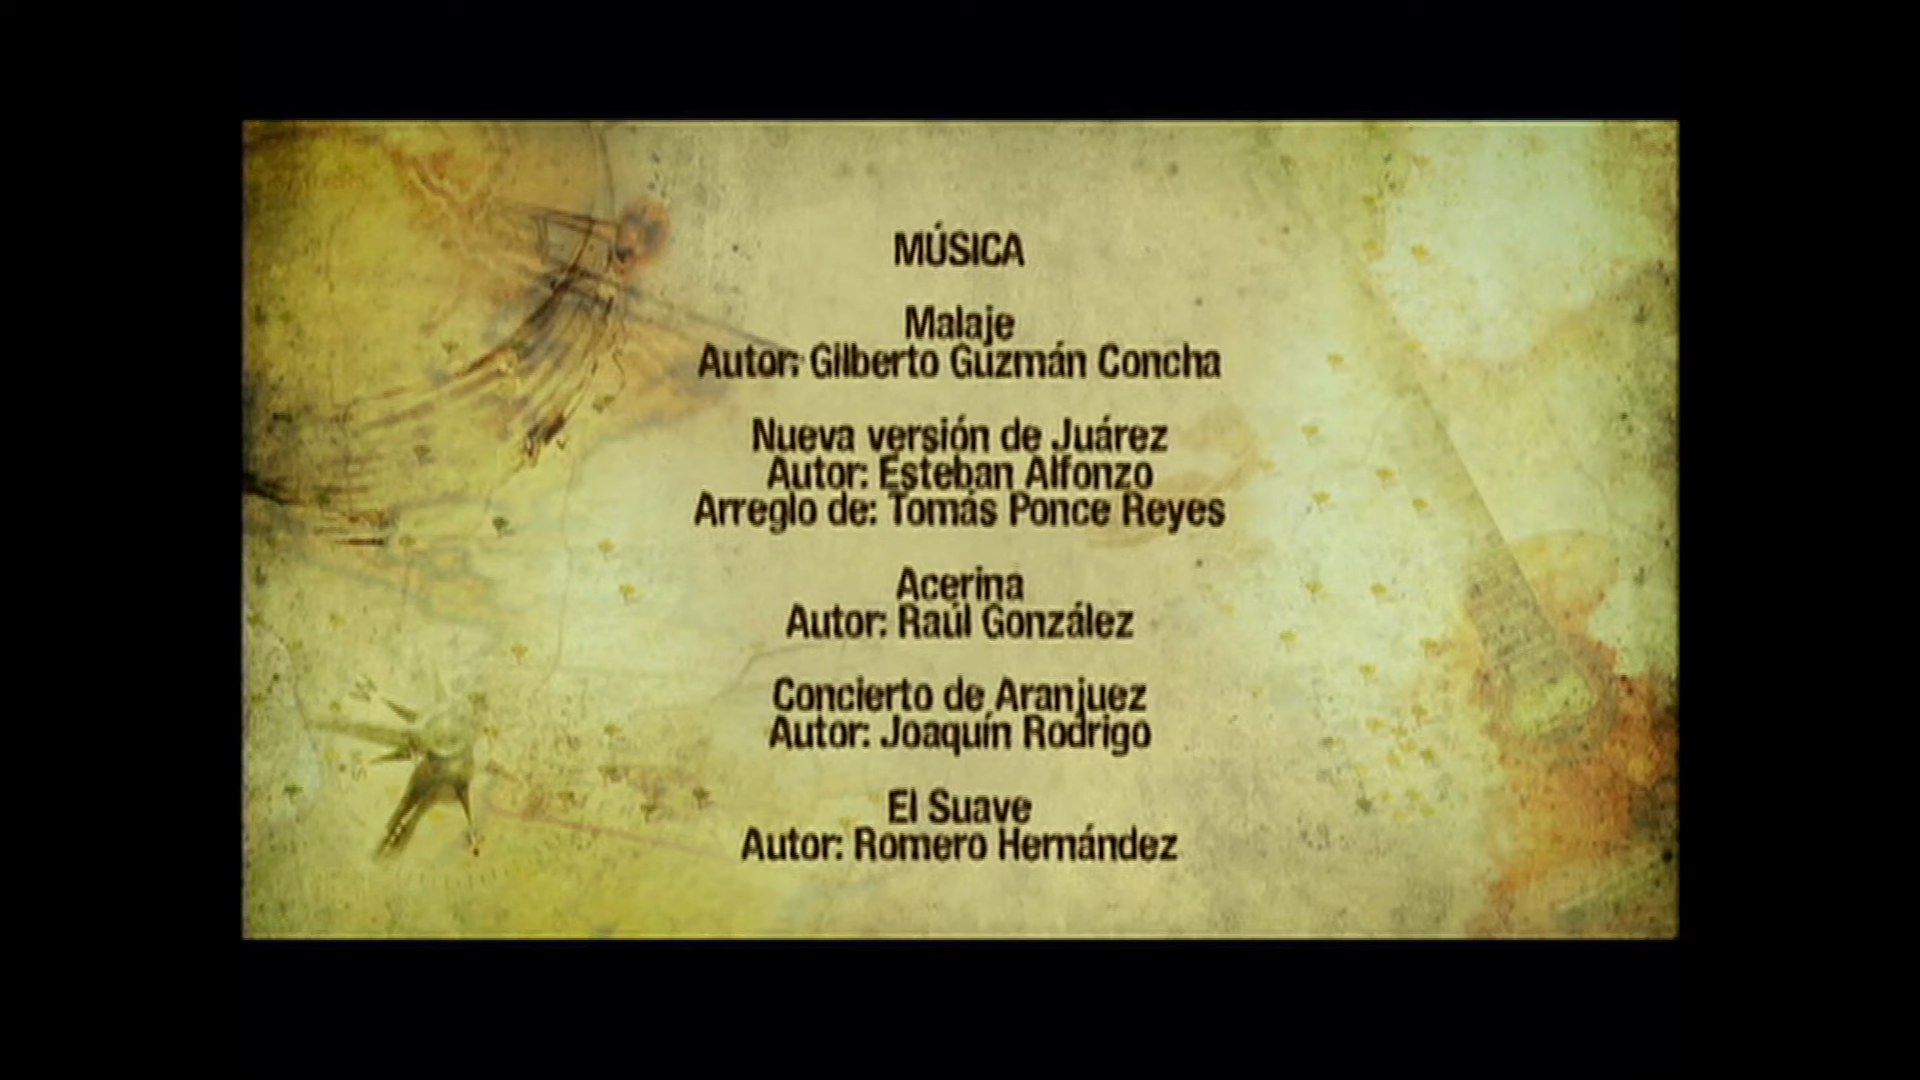 MÚSICA
Malaje
Autor: Gilberto Guzmán Concha
Nueva versión de Juárez
Autor: Esteban Alfonzo
Arreglo de: Tomás Ponce Reyes
Acerina
Autor: Raúl González
Concierto de Aranjuez
Autor: Joaquín Rodrigo
El Suave
Autor: Romero Hernández